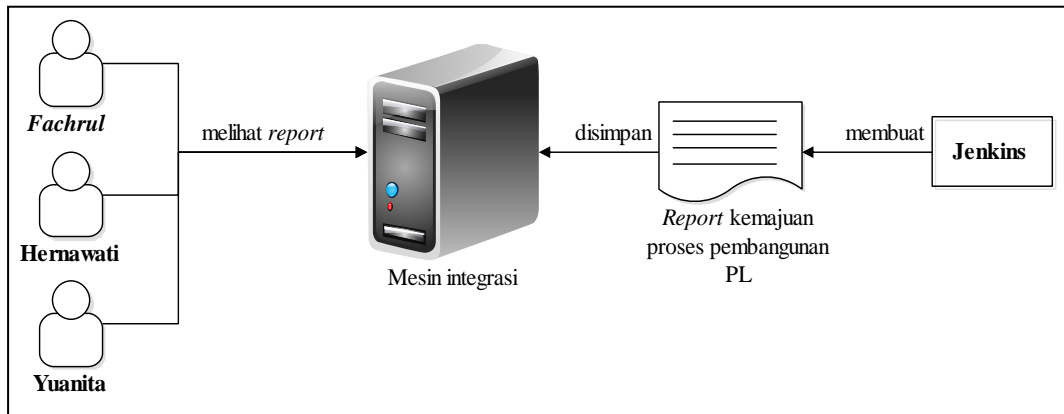 Fachrul
Hernawati
Yuanita
melihat report
Mesin integrasi
disimpan
Report kemajuan
proses pembangunan
PL
membuat
Jenkins